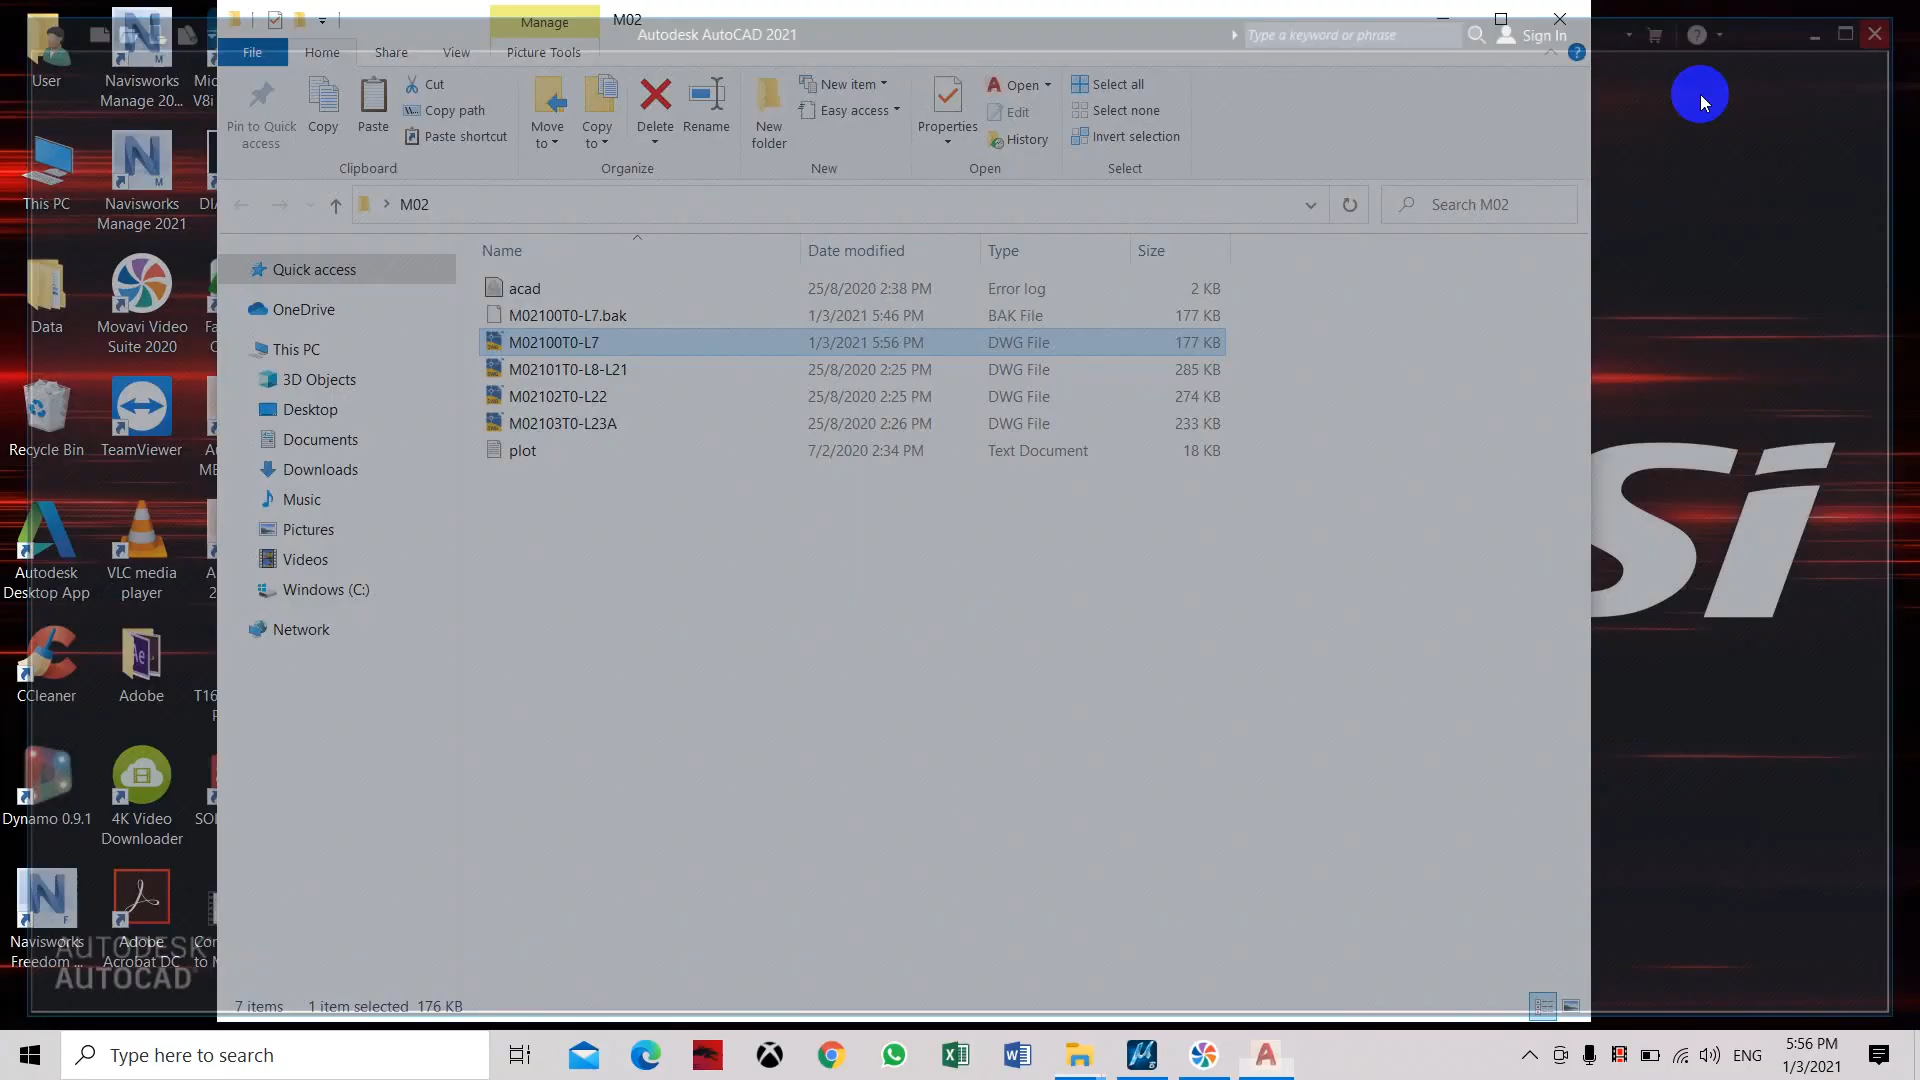 Manage
M02
Autodesk AutoCAD 2021
Type a keyword or phrase
Sign In
File
Home
Share
View
Picture Tools
Pin to Quick access
Copy
Paste
Cut
Copy path
Paste shortcut
Clipboard
Move to
Copy to
Delete
Rename
Organize
New folder
New item
Easy access
New
Properties
Open
Edit
History
Open
Select all
Select none
Invert selection
Select
M02
Search M02
Quick access
OneDrive
This PC
3D Objects
Desktop
Documents
Downloads
Music
Pictures
Videos
Windows (C:)
Network
Name
Date modified
Type
Size
acad 25/8/2020 2:38 PM Error log 2 KB
M02100T0-L7.bak 1/3/2021 5:46 PM BAK File 177 KB
M02100T0-L7 1/3/2021 5:56 PM DWG File 177 KB
M02101T0-L8-L21 25/8/2020 2:25 PM DWG File 285 KB
M02102T0-L22 25/8/2020 2:25 PM DWG File 274 KB
M02103T0-L23A 25/8/2020 2:26 PM DWG File 233 KB
plot 7/2/2020 2:34 PM Text Document 18 KB
7 items 1 item selected 176 KB
User
Navisworks Manage 20...
V8i
This PC
Navisworks Manage 2021
Data
Movavi Video Suite 2020
Recycle Bin
TeamViewer
Autodesk Desktop App
VLC media player
CCleaner
Adobe
Dynamo 0.9.1
4K Video Downloader
Navisworks Freedom ...
Adobe Acrobat DC
AUTODESK
AUTOCAD
Si
Type here to search
ENG
5:56 PM
1/3/2021